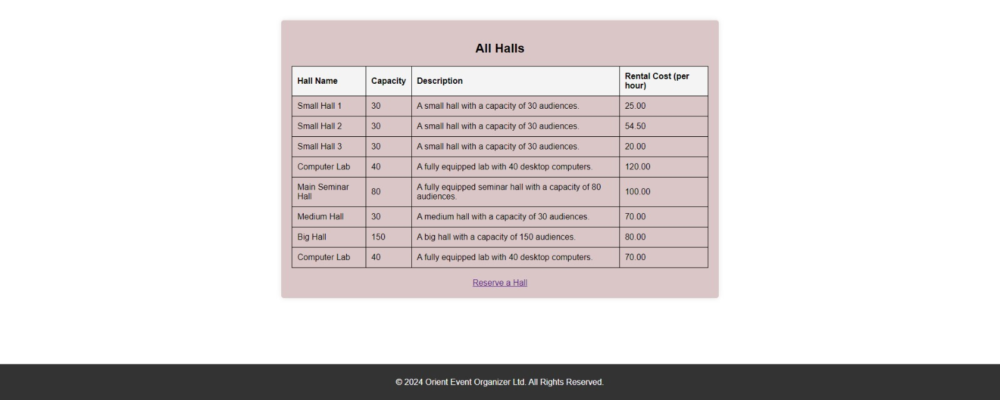 All Halls
Hall Name Capacity Description Rental Cost (per hour)
Small Hall 1 30 A small hall with a capacity of 30 audiences. 25.00
Small Hall 2 30 A small hall with a capacity of 30 audiences. 54.50
Small Hall 3 30 A small hall with a capacity of 30 audiences. 20.00
Computer Lab 40 A fully equipped lab with 40 desktop computers. 120.00
Main Seminar Hall 80 A fully equipped seminar hall with a capacity of 80 audiences. 100.00
Medium Hall 30 A medium hall with a capacity of 30 audiences. 70.00
Big Hall 150 A big hall with a capacity of 150 audiences. 80.00
Computer Lab 40 A fully equipped lab with 40 desktop computers. 70.00
Reserve a Hall
© 2024 Orient Event Organizer Ltd. All Rights Reserved.